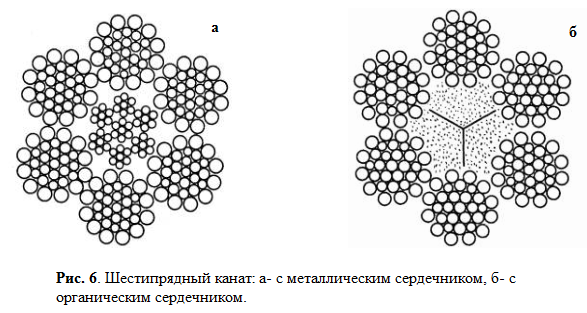 а
б
Рис. 6. Шестипрядный канат: а- с металлическим сердечником, б- с
органическим сердечником.